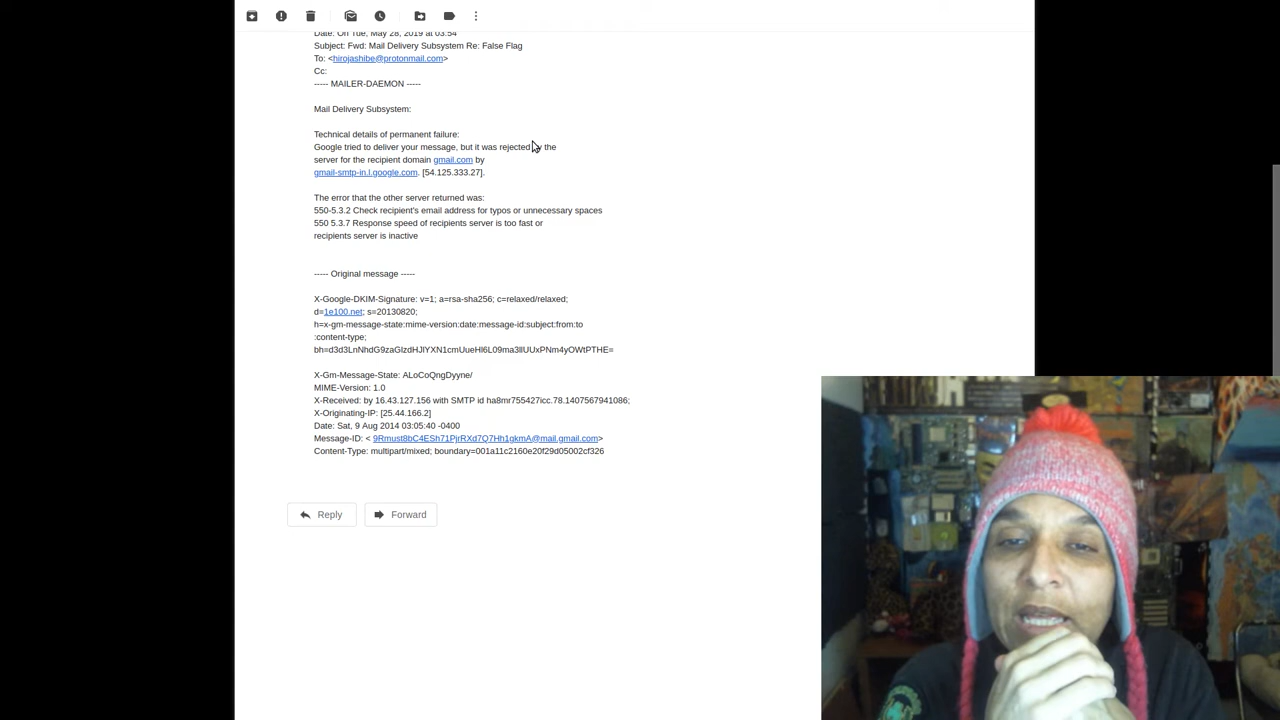 Date: On Tue, May 28, 2019 at 03:54
Subject: Fwd: Mail Delivery Subsystem Re: False Flag
To: <hirojashibe@protonmail.com>
Cc:
----- MAILER-DAEMON -----
Mail Delivery Subsystem:
Technical details of permanent failure:
Google tried to deliver your message, but it was rejected by the
server for the recipient domain gmail.com by
gmail-smtp-in.l.google.com. [54.125.333.27].
The error that the other server returned was:
550-5.3.2 Check recipient's email address for typos or unnecessary spaces
550 5.3.7 Response speed of recipients server is too fast or
recipients server is inactive
----- Original message -----
X-Google-DKIM-Signature: v=1; a=rsa-sha256; c=relaxed/relaxed;
d=1e100.net; s=20130820;
h=x-gm-message-state:mime-version:date:message-id:subject:from:to
:content-type;
bh=d3d3LnNhdG9zaGlzdHJlYXN1cmUueHl6L09ma3llUUxPNm4yOWtPTHE=
X-Gm-Message-State: ALoCoQngDyyne/
MIME-Version: 1.0
X-Received: by 16.43.127.156 with SMTP id ha8mr755427icc.78.1407567941086;
X-Originating-IP: [25.44.166.2]
Date: Sat, 9 Aug 2014 03:05:40 -0400
Message-ID: < 9Rmust8bC4ESh71PjrRXd7Q7Hh1gkmA@mail.gmail.com>
Content-Type: multipart/mixed; boundary=001a11c2160e20f29d05002cf326
Reply
Forward